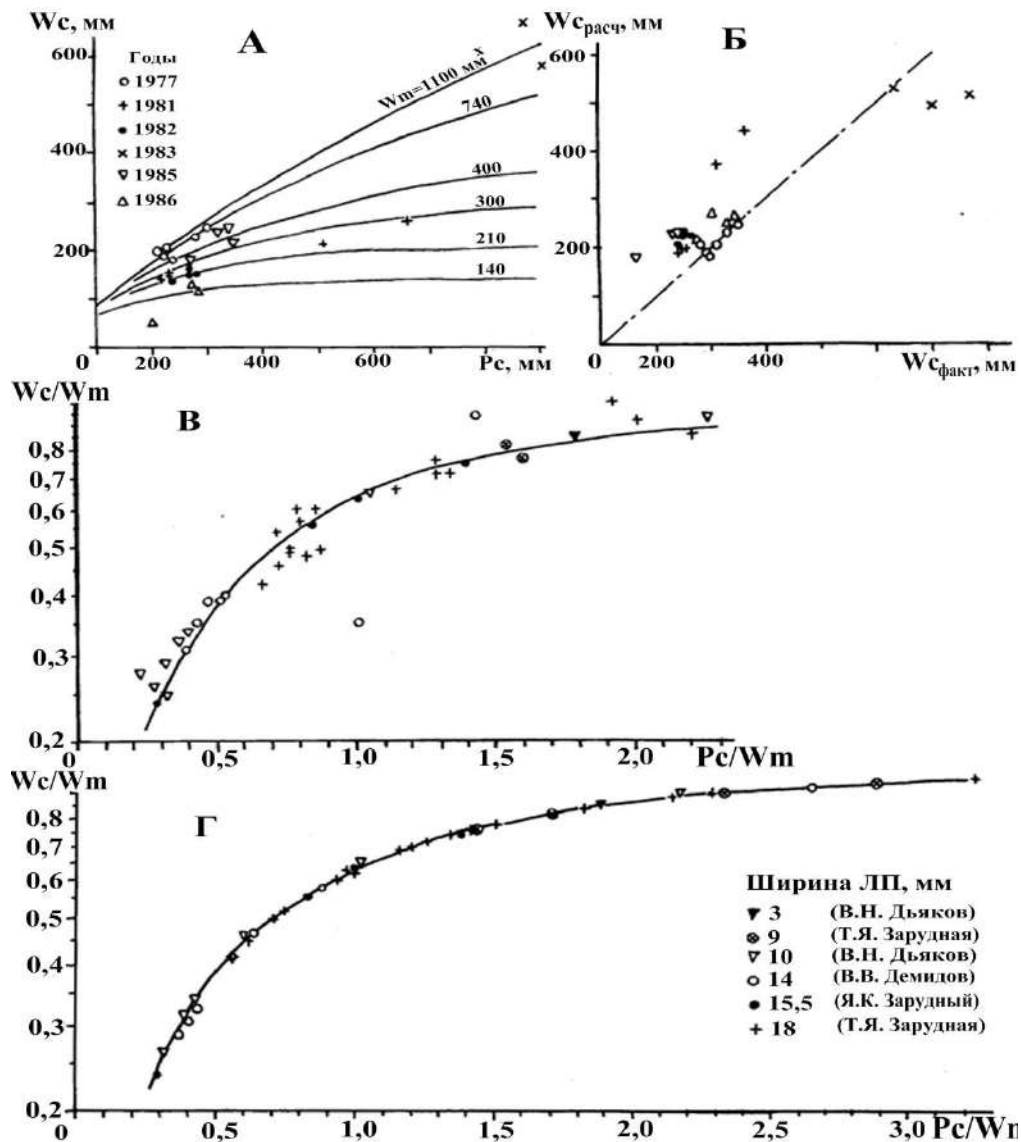 Wc, мм
А
600
400
200
Годы
1977
1981
1982
1983
1985
1986
Wm=1100 мм
740
400
300
210
140
0 200 400 600 Pc, мм
Wс расч, мм
Б
600
400
200
0 200 400 Wс факт, мм
Wc/Wm
В
0,8
0,7
0,6
0,5
0,4
0,3
0,2
0 0,5 1,0 1,5 2,0 Pc/Wm
Wc/Wm
Г
0,8
0,7
0,6
0,5
0,4
0,3
0,2
Ширина ЛП, мм
3 (В.Н. Дьяков)
9 (Т.Я. Зарудная)
10 (В.Н. Дьяков)
14 (В.В. Демидов)
15,5 (Я.К. Зарудный)
18 (Т.Я. Зарудная)
0 0,5 1,0 1,5 2,0 2,5 3.0 Pc/Wm